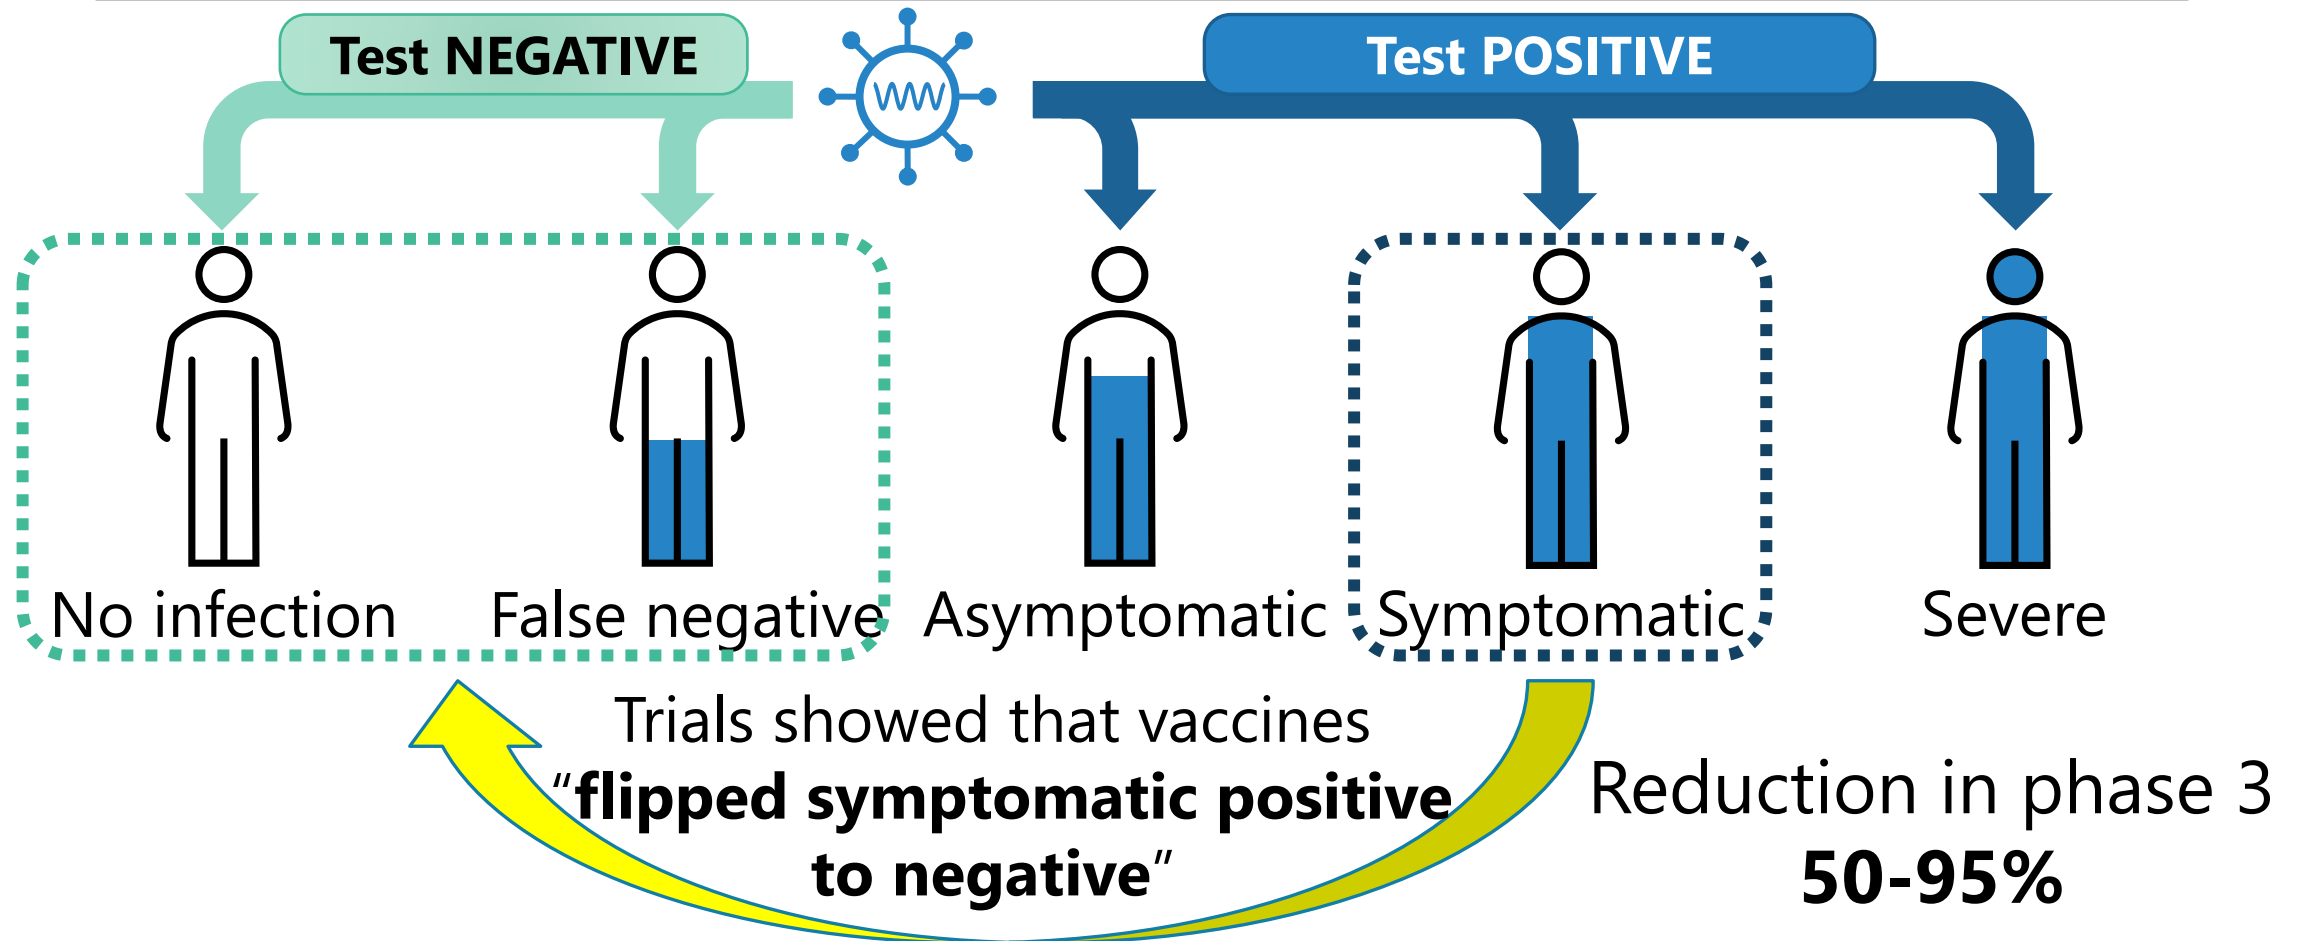 Test NEGATIVE
Test POSITIVE
No infection
False negative
Asymptomatic
Symptomatic
Severe
Trials showed that vaccines
“flipped symptomatic positive
to negative”
Reduction in phase 3
50-95%